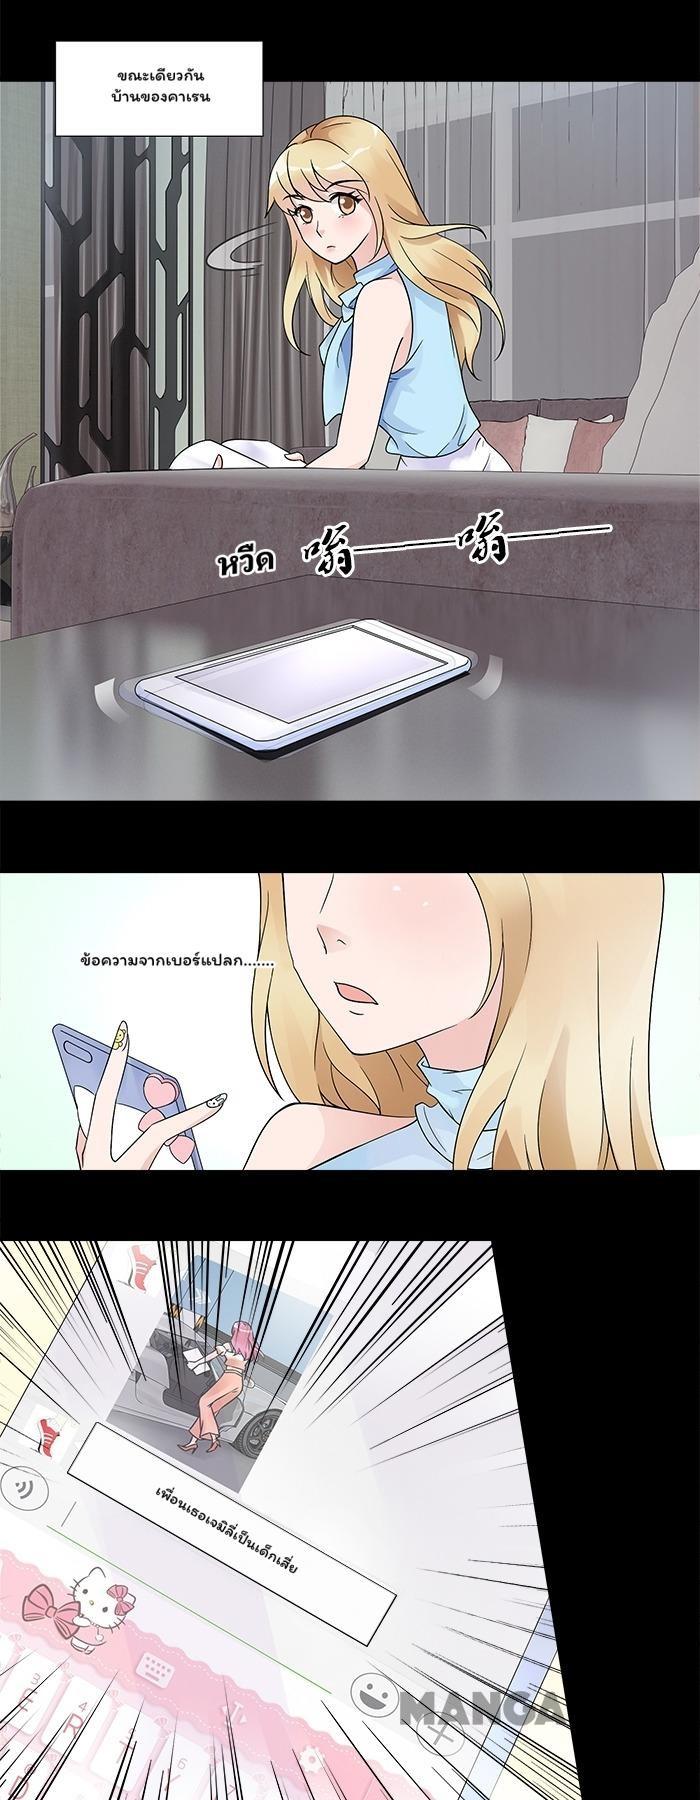 ขณะเดียวกัน
บ้านของคาเรน
หวีด 嗡——嗡——
ข้อความจากเบอร์แปลก.......
เพื่อนเธอเจมิลี่เป็นเด็กเสี่ย
MANGA